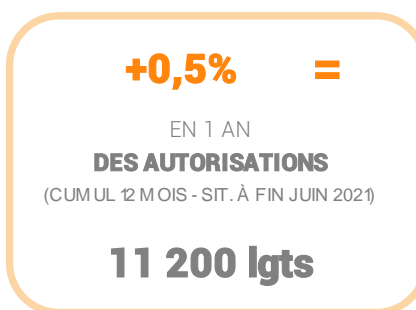 +0,5% =
EN 1 AN
DES AUTORISATIONS
(CUMUL 12 MOIS - SIT. À FIN JUIN 2021)
11 200 lgts